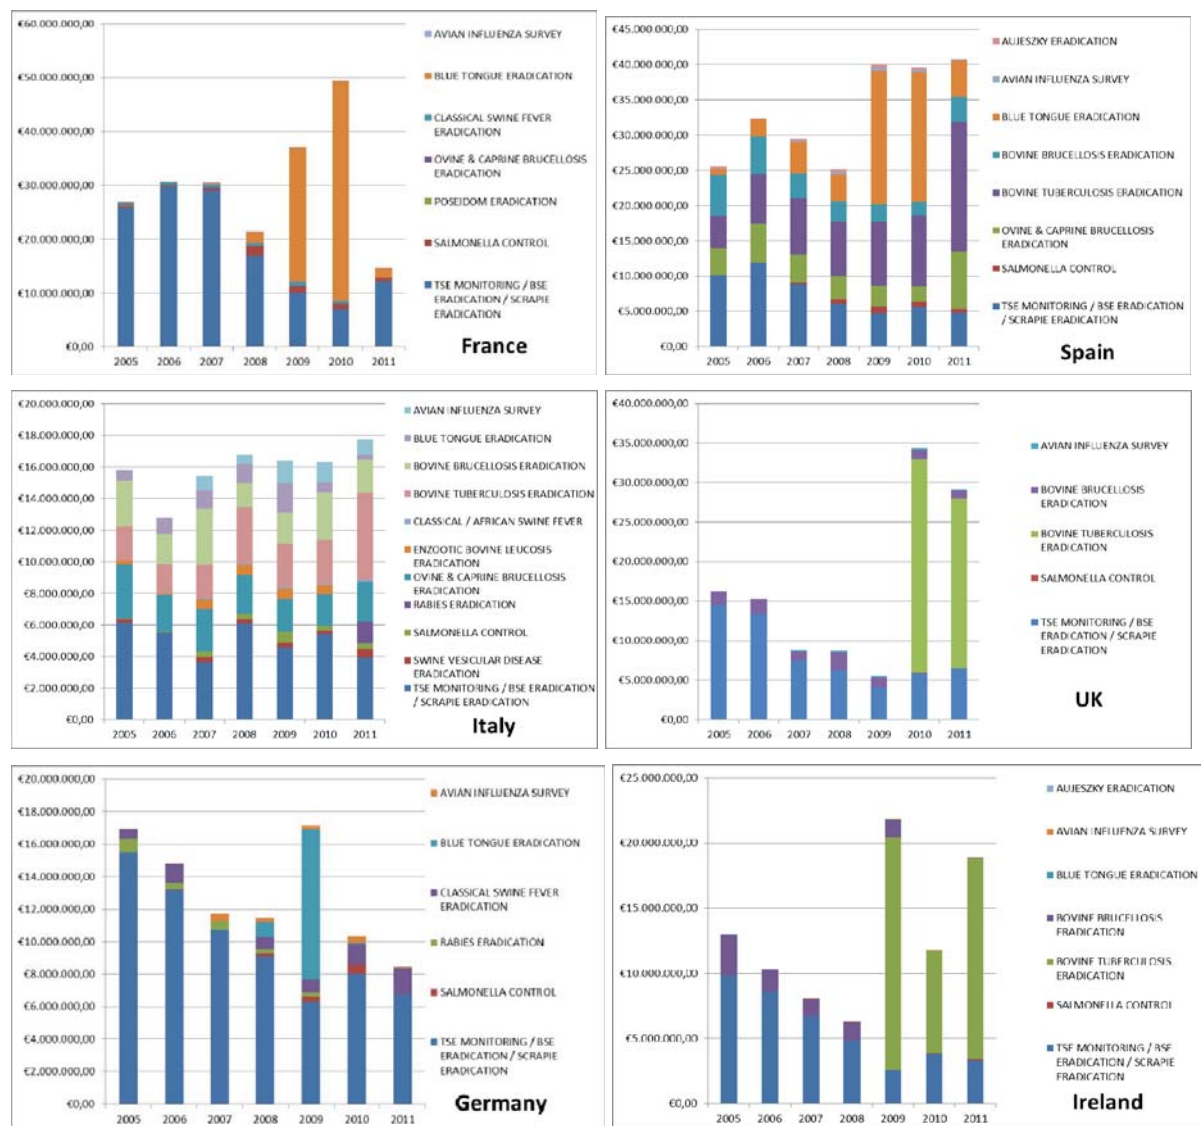 €60.000.000,00
€50.000.000,00
€40.000.000,00
€30.000.000,00
€20.000.000,00
€10.000.000,00
€0,00
2005 2006 2007 2008 2009 2010 2011
AVIAN INFLUENZA SURVEY
BLUE TONGUE ERADICATION
CLASSICAL SWINE FEVER
ERADICATION
OVINE & CAPRINE BRUCELLOSIS
ERADICATION
POSEIDOM ERADICATION
SALMONELLA CONTROL
TSE MONITORING / BSE
ERADICATION / SCRAPIE
ERADICATION
France
€45.000.000,00
€40.000.000,00
€35.000.000,00
€30.000.000,00
€25.000.000,00
€20.000.000,00
€15.000.000,00
€10.000.000,00
€5.000.000,00
€0,00
2005 2006 2007 2008 2009 2010 2011
AUJESZKY ERADICATION
AVIAN INFLUENZA SURVEY
BLUE TONGUE ERADICATION
BOVINE BRUCELLOSIS ERADICATION
BOVINE TUBERCULOSIS ERADICATION
OVINE & CAPRINE BRUCELLOSIS
ERADICATION
SALMONELLA CONTROL
TSE MONITORING / BSE ERADICATION
/ SCRAPIE ERADICATION
Spain
€20.000.000,00
€18.000.000,00
€16.000.000,00
€14.000.000,00
€12.000.000,00
€10.000.000,00
€8.000.000,00
€6.000.000,00
€4.000.000,00
€2.000.000,00
€0,00
2005 2006 2007 2008 2009 2010 2011
AVIAN INFLUENZA SURVEY
BLUE TONGUE ERADICATION
BOVINE BRUCELLOSIS ERADICATION
BOVINE TUBERCULOSIS ERADICATION
CLASSICAL / AFRICAN SWINE FEVER
ENZOOTIC BOVINE LEUCOSIS
ERADICATION
OVINE & CAPRINE BRUCELLOSIS
ERADICATION
RABIES ERADICATION
SALMONELLA CONTROL
SWINE VESICULAR DISEASE
ERADICATION
TSE MONITORING / BSE ERADICATION
/ SCRAPIE ERADICATION
Italy
€40.000.000,00
€35.000.000,00
€30.000.000,00
€25.000.000,00
€20.000.000,00
€15.000.000,00
€10.000.000,00
€5.000.000,00
€0,00
2005 2006 2007 2008 2009 2010 2011
AVIAN INFLUENZA SURVEY
BOVINE BRUCELLOSIS
ERADICATION
BOVINE TUBERCULOSIS
ERADICATION
SALMONELLA CONTROL
TSE MONITORING / BSE
ERADICATION / SCRAPIE
ERADICATION
UK
€20.000.000,00
€18.000.000,00
€16.000.000,00
€14.000.000,00
€12.000.000,00
€10.000.000,00
€8.000.000,00
€6.000.000,00
€4.000.000,00
€2.000.000,00
€0,00
2005 2006 2007 2008 2009 2010 2011
AVIAN INFLUENZA SURVEY
BLUE TONGUE ERADICATION
CLASSICAL SWINE FEVER
ERADICATION
RABIES ERADICATION
SALMONELLA CONTROL
TSE MONITORING / BSE
ERADICATION / SCRAPIE
ERADICATION
Germany
€25.000.000,00
€20.000.000,00
€15.000.000,00
€10.000.000,00
€5.000.000,00
€0,00
2005 2006 2007 2008 2009 2010 2011
AUJESZKY ERADICATION
AVIAN INFLUENZA SURVEY
BLUE TONGUE ERADICATION
BOVINE BRUCELLOSIS
ERADICATION
BOVINE TUBERCULOSIS
ERADICATION
SALMONELLA CONTROL
TSE MONITORING / BSE
ERADICATION / SCRAPIE
ERADICATION
Ireland